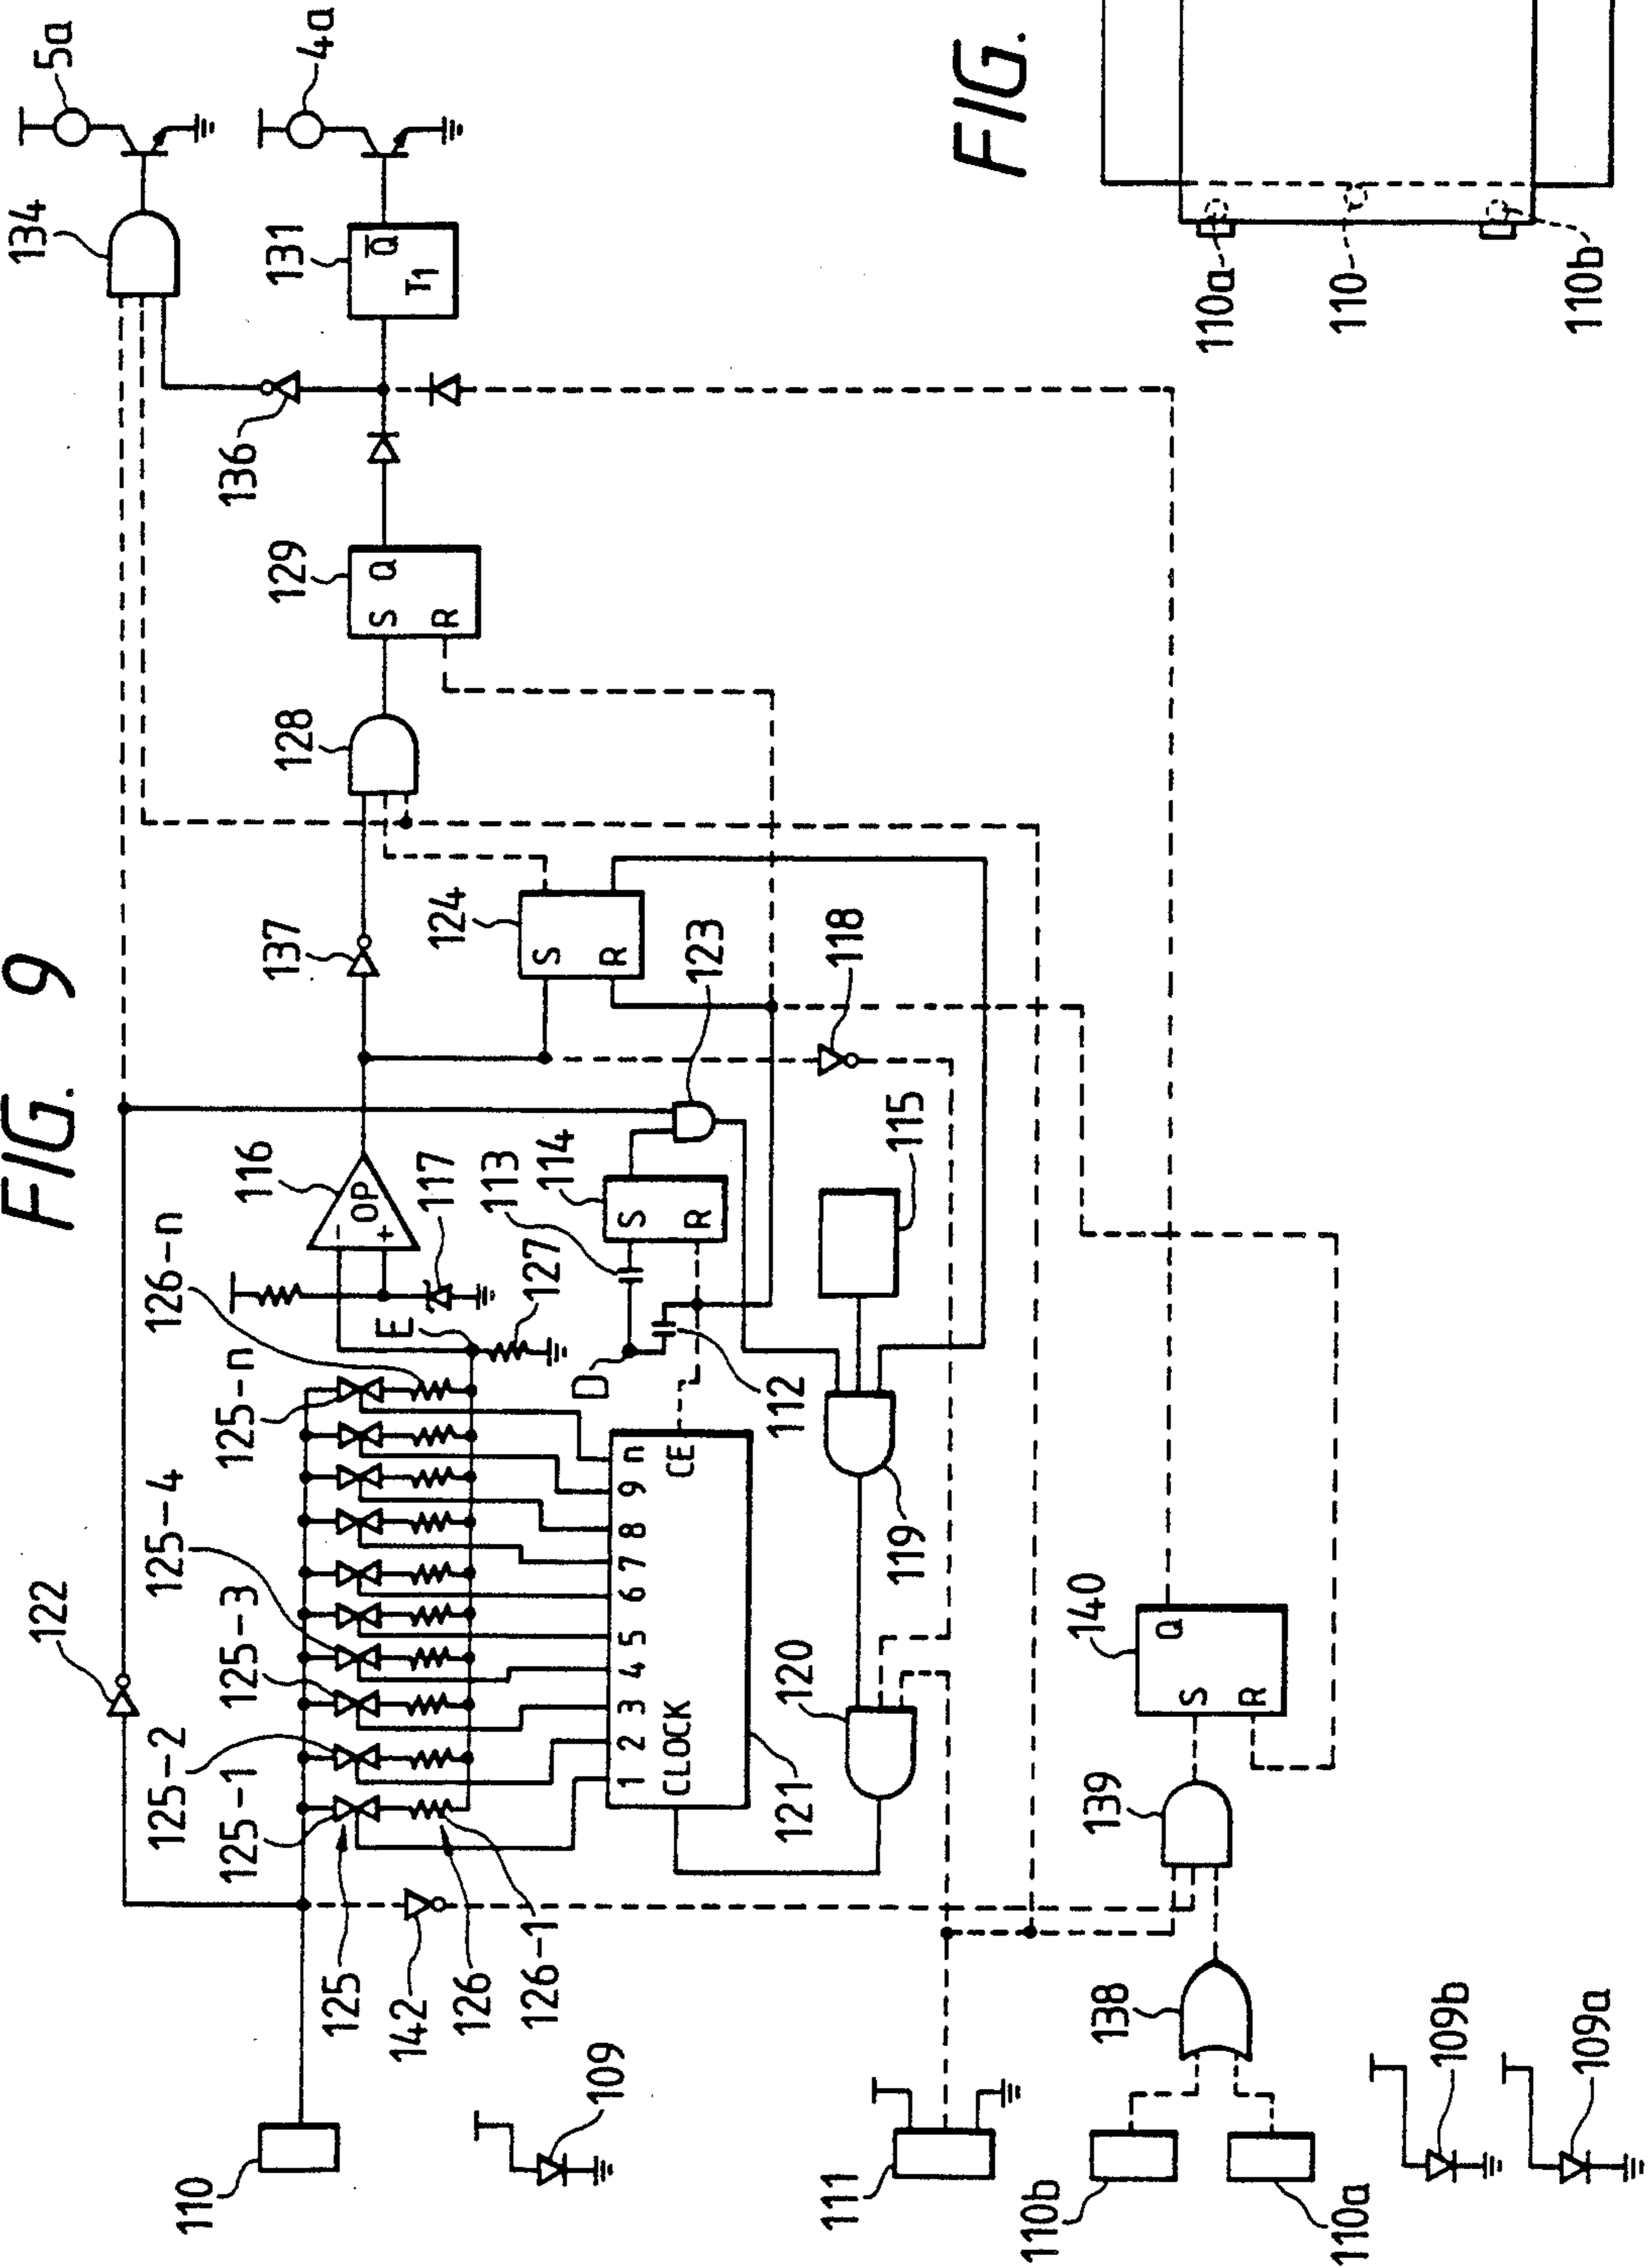 FIG. 9
5a
4a
134
131
Q
T1
136
129
S
Q
R
128
137
124
S
R
123
118
116
OP
-
+
117
E
127
113
114
S
R
D
112
115
126-n
125-n
125-4
125-3
125-2
125-1
122
125
126
126-1
142
1 2 3 4 5 6 7 8 9 n
CLOCK
CE
121
120
119
110
109
111
110b
110a
138
139
140
S
Q
R
109b
109a
FIG.
110a
110
110b